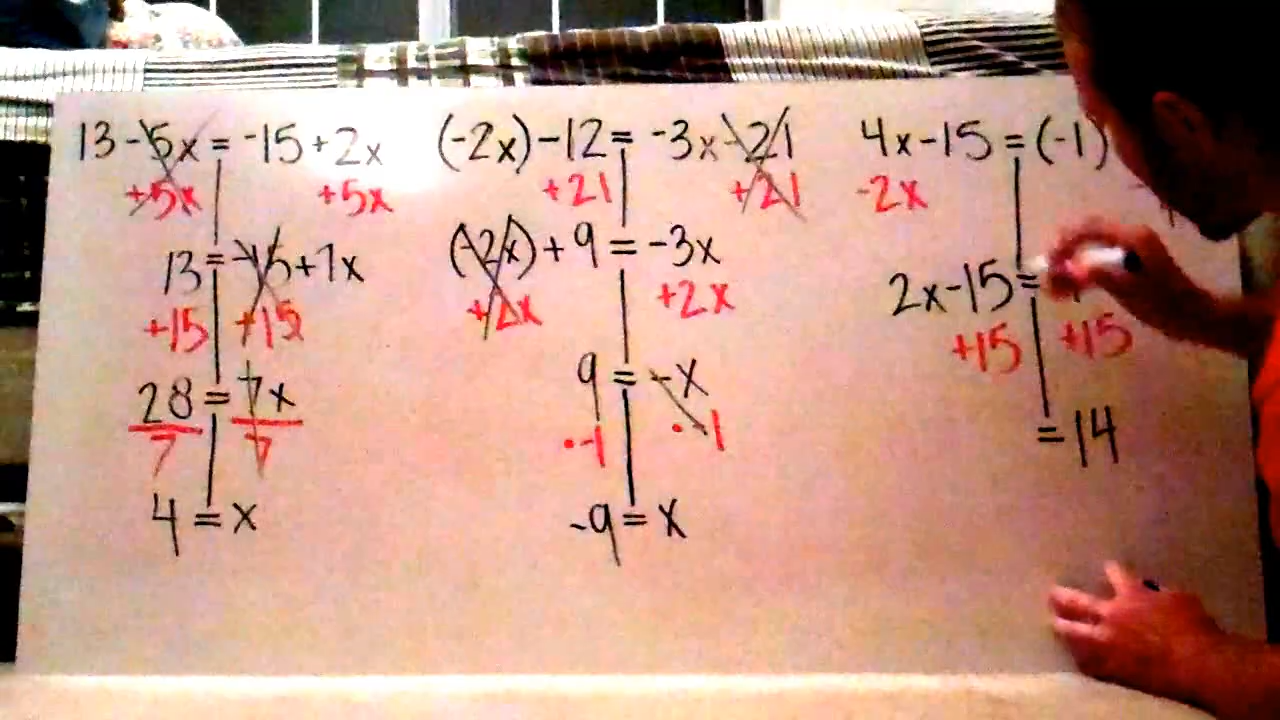 13-5x = -15+2x
+5x +5x
13 = -15+7x
+15 +15
28 = 7x
7 7
4 = x
(-2x)-12 = -3x-21
+21 +21
(-2x)+9 = -3x
+2x +2x
9 = -x
·-1 ·-1
-9 = x
4x-15 = (-1)
-2x
2x-15 =
+15 +15
= 14